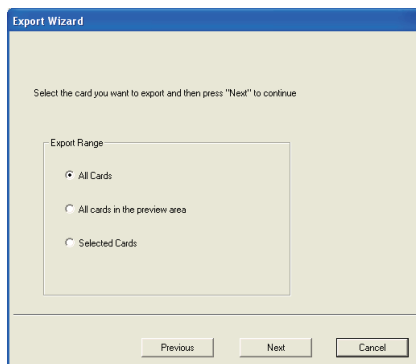 Export Wizard
Select the card you want to export and then press "Next" to continue
Export Range
All Cards
All cards in the preview area
Selected Cards
Previous Next Cancel